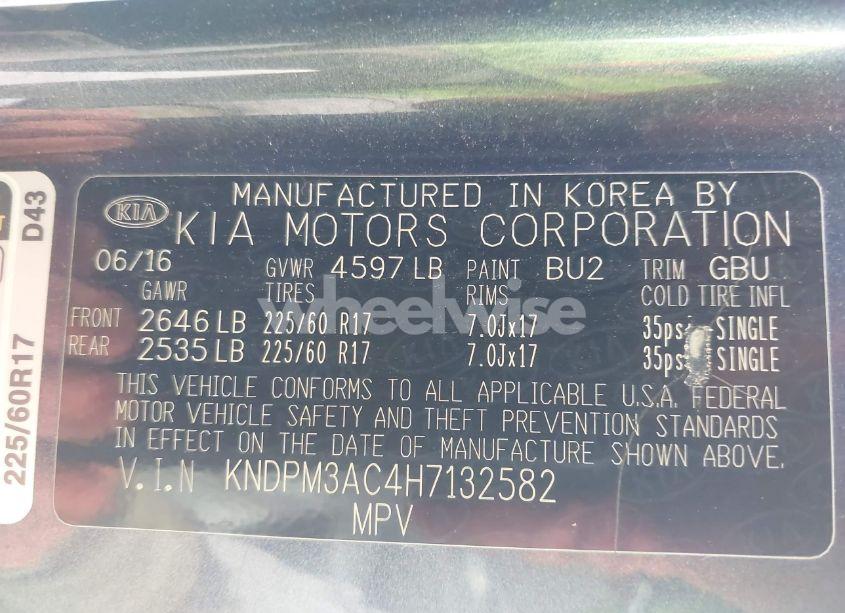 D43
225/60R17
KIA
MANUFACTURED IN KOREA BY
KIA MOTORS CORPORATION
06/16 GVWR 4597 LB PAINT BU2 TRIM GBU
GAWR TIRES RIMS COLD TIRE INFL
FRONT 2646 LB 225/60 R17 7.0Jx17 35ps SINGLE
REAR 2535 LB 225/60 R17 7.0Jx17 35ps SINGLE
THIS VEHICLE CONFORMS TO ALL APPLICABLE U.S.A. FEDERAL
MOTOR VEHICLE SAFETY AND THEFT PREVENTION STANDARDS
IN EFFECT ON THE DATE OF MANUFACTURE SHOWN ABOVE.
V.I.N KNDPM3AC4H7132582
MPV
wheelwise